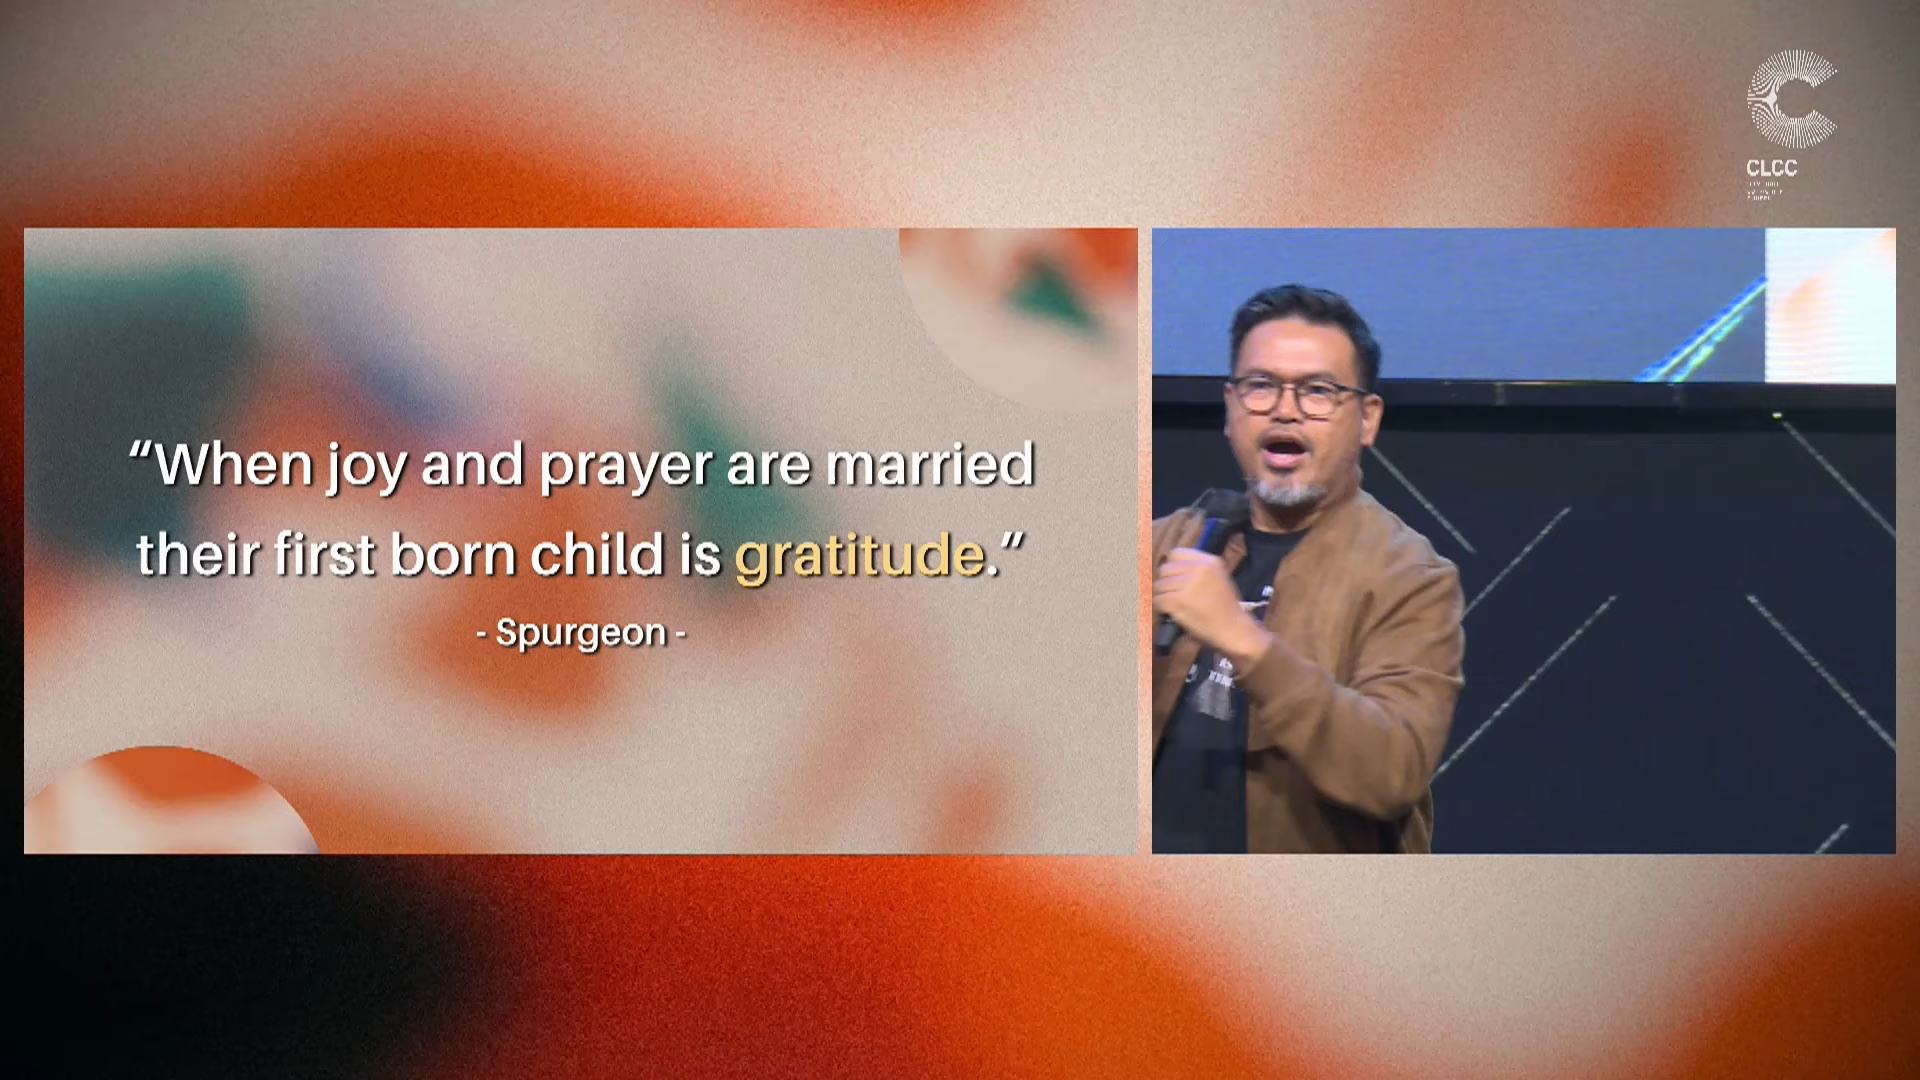 CLCC
“When joy and prayer are married
their first born child is gratitude.”
- Spurgeon -